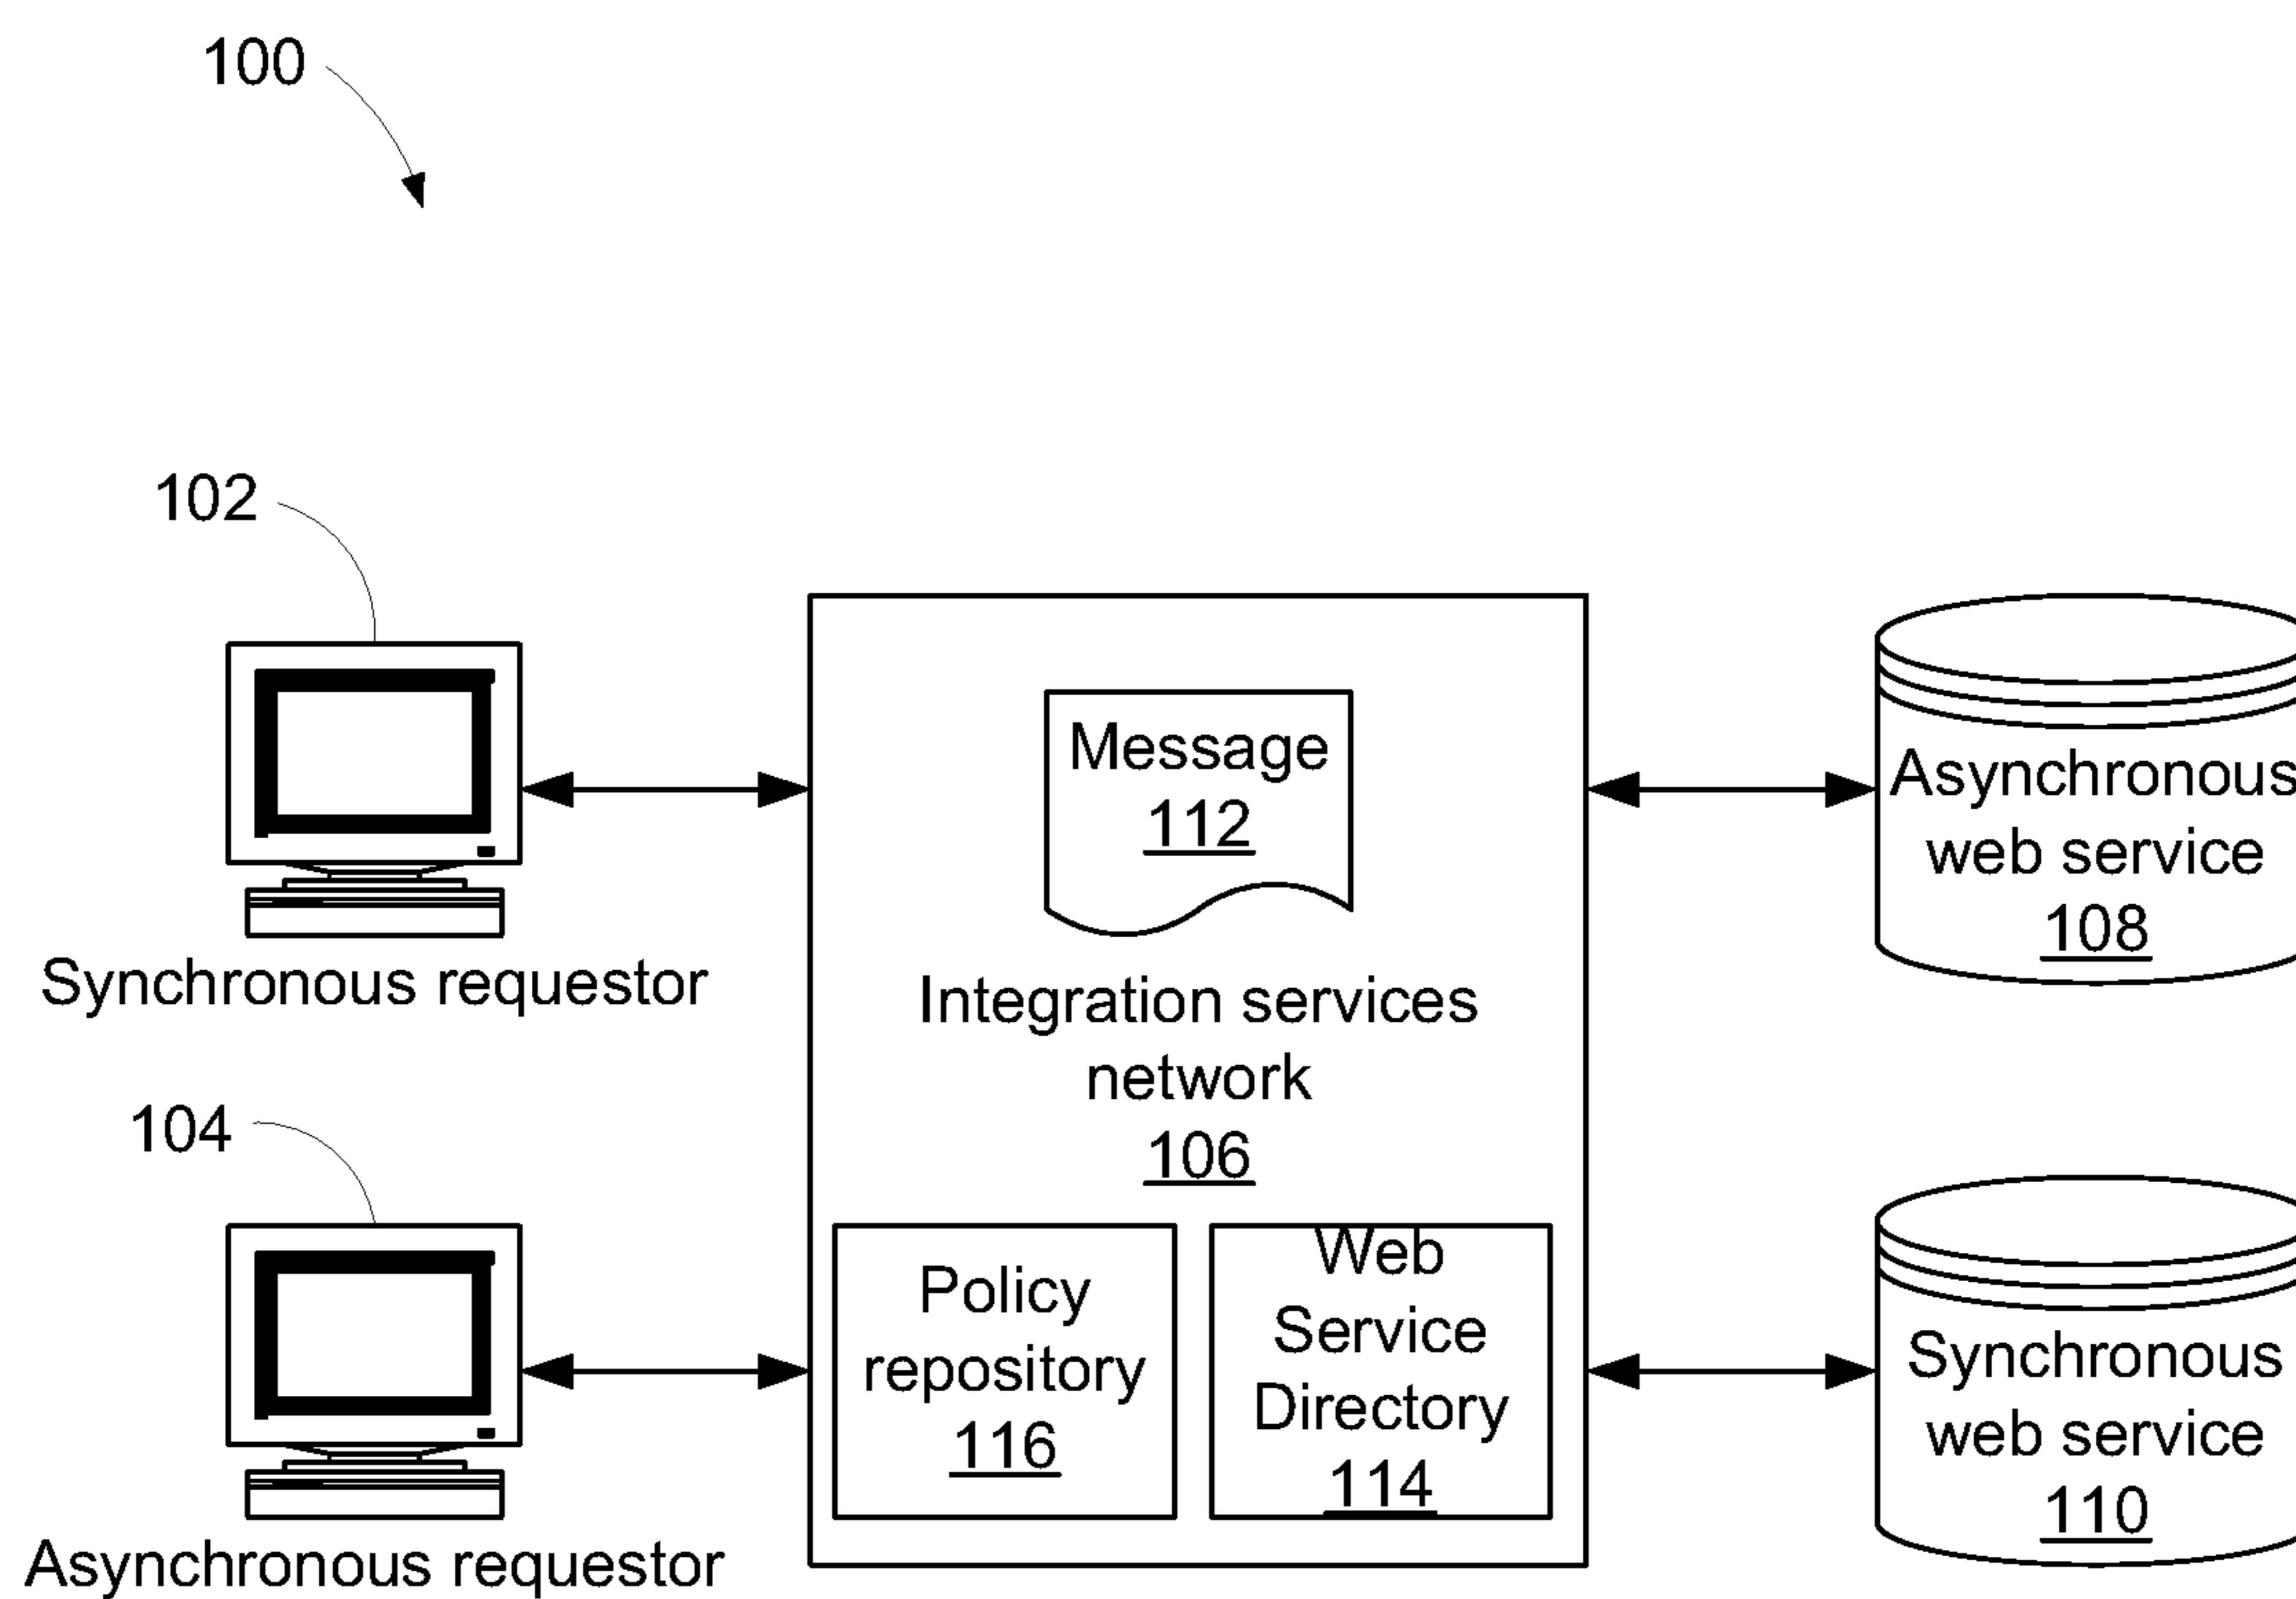 100
102
Synchronous requestor
104
Asynchronous requestor
Message
112
Integration services
network
106
Policy
repository
116
Web
Service
Directory
114
Asynchronous
web service
108
Synchronous
web service
110